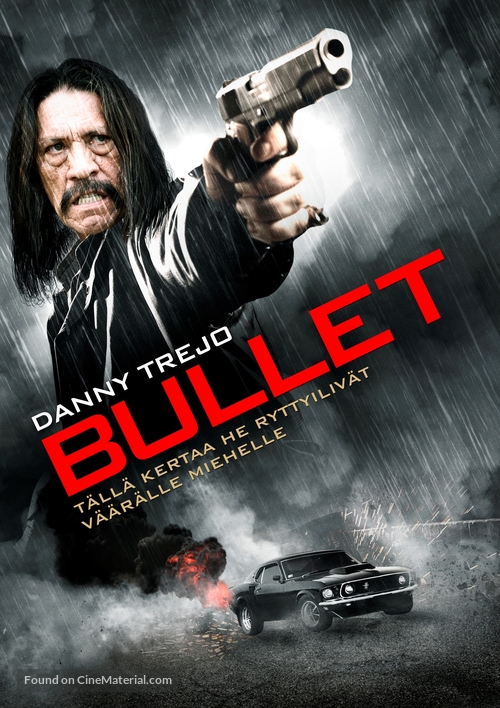 DANNY TREJO
BULLET
TÄLLÄ KERTAA HE RYTTYILIVÄT
VÄÄRÄLLE MIEHELLE
Found on CineMaterial.com